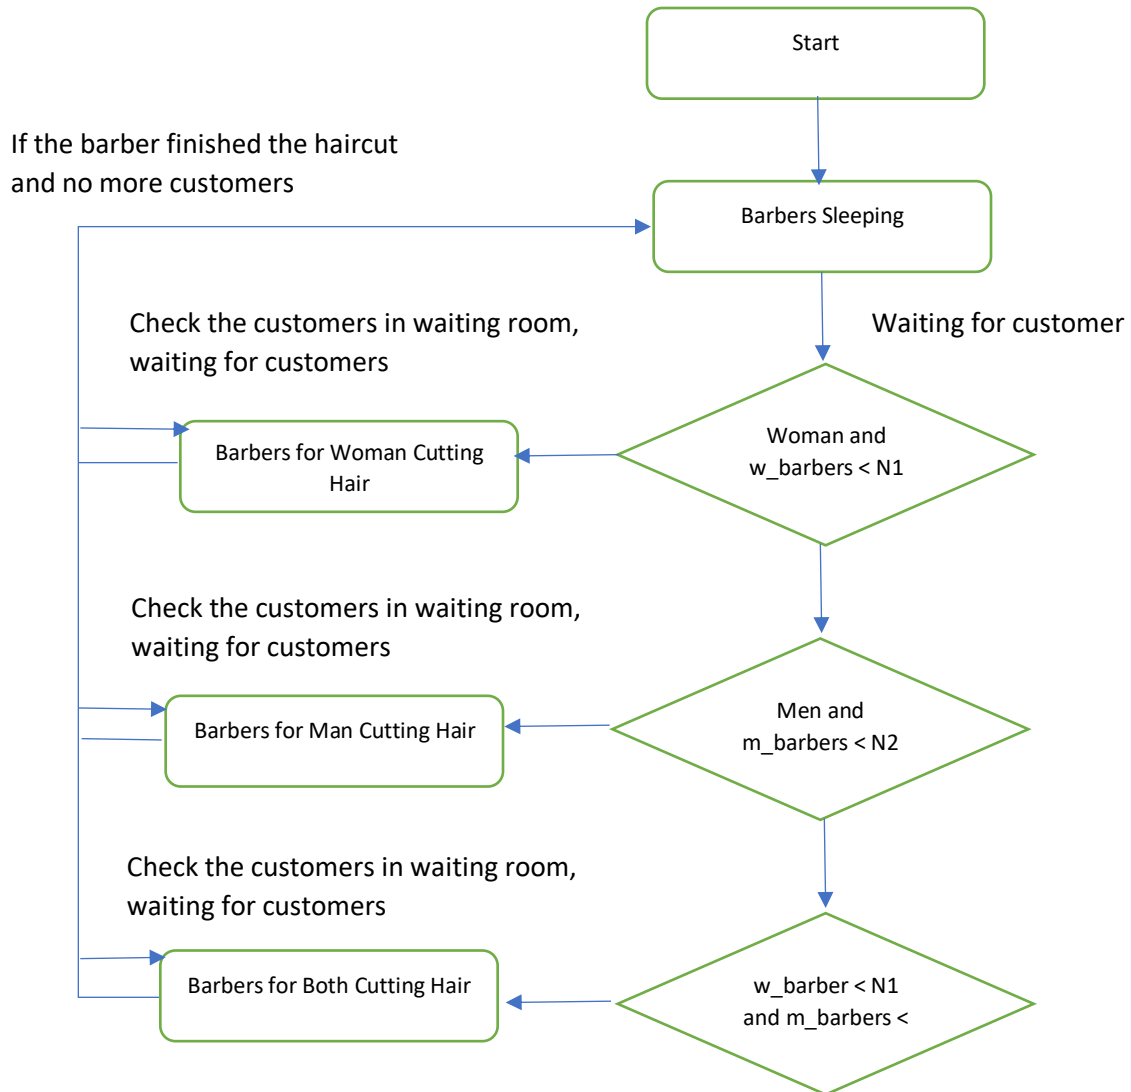 Start
If the barber finished the haircut
and no more customers
Barbers Sleeping
Check the customers in waiting room,
waiting for customers
Waiting for customer
Woman and
w_barbers < N1
Barbers for Woman Cutting
Hair
Check the customers in waiting room,
waiting for customers
Men and
m_barbers < N2
Barbers for Man Cutting Hair
Check the customers in waiting room,
waiting for customers
Barbers for Both Cutting Hair
w_barber < N1
and m_barbers <